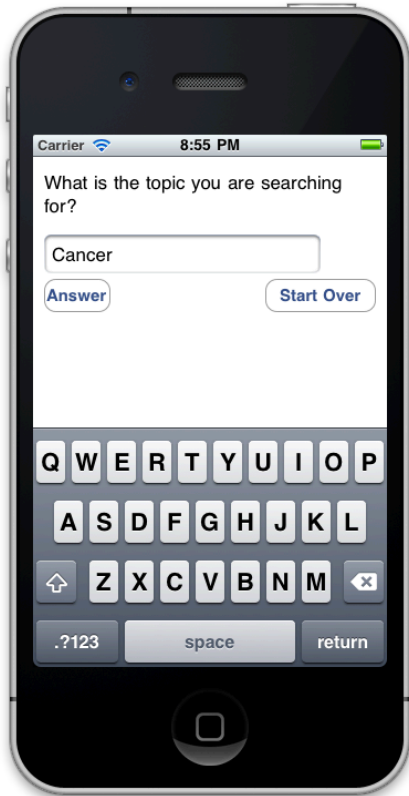 Carrier 8:55 PM
What is the topic you are searching
for?
Cancer
Answer Start Over
Q W E R T Y U I O P
A S D F G H J K L
Z X C V B N M
.?123 space return